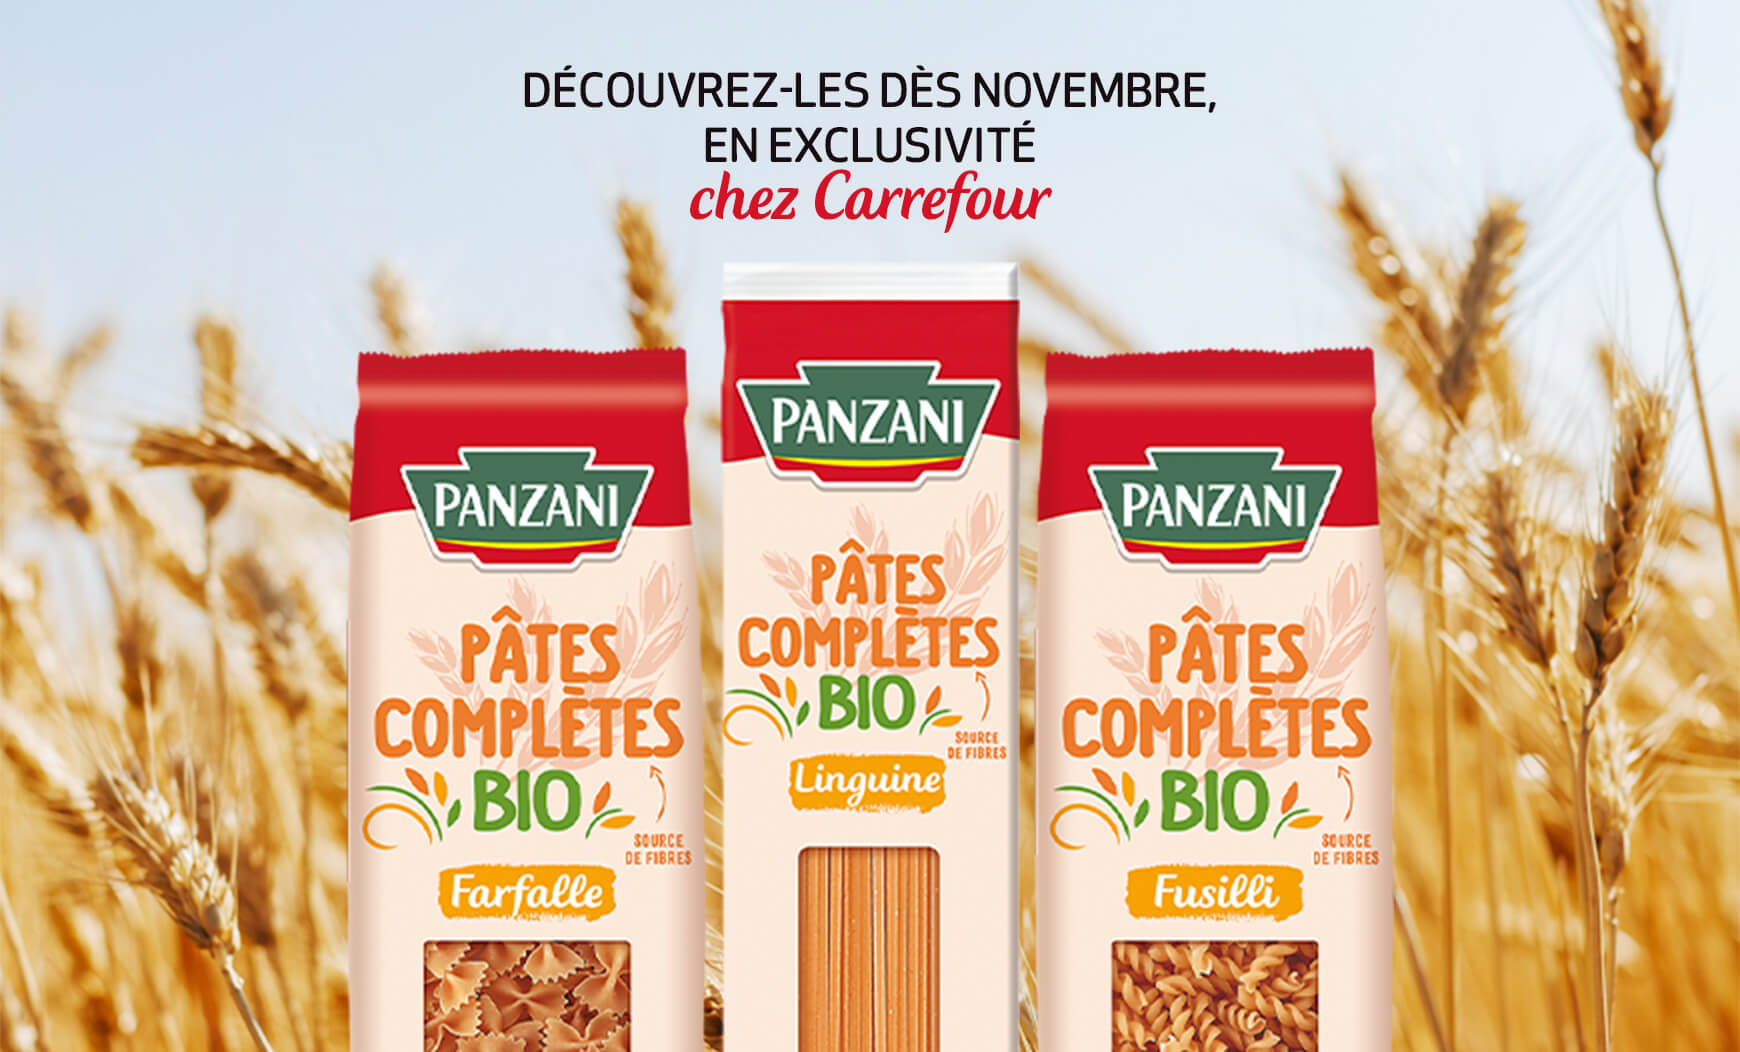 DÉCOUVREZ-LES DÈS NOVEMBRE,
EN EXCLUSIVITÉ
chez Carrefour
PANZANI
PÂTES
COMPLÈTES
BIO
SOURCE
DE FIBRES
Farfalle
PANZANI
PÂTES
COMPLÈTES
BIO
SOURCE
DE FIBRES
Linguine
PANZANI
PÂTES
COMPLÈTES
BIO
SOURCE
DE FIBRES
Fusilli